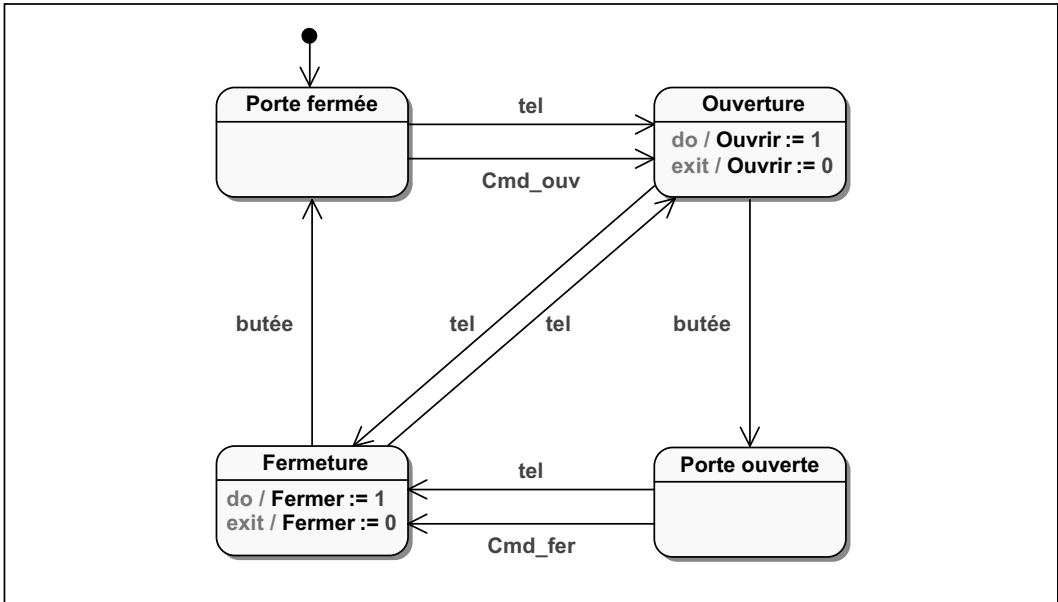 Porte fermée
tel
Cmd_ouv
Ouverture
do / Ouvrir := 1
exit / Ouvrir := 0
butée
tel
tel
butée
Fermeture
do / Fermer := 1
exit / Fermer := 0
tel
Cmd_fer
Porte ouverte